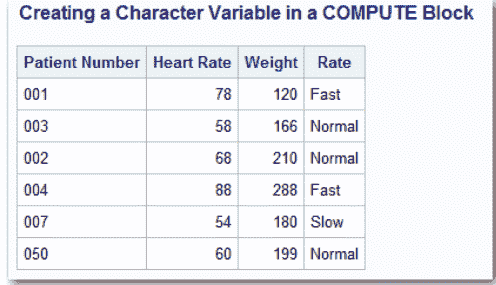 Creating a Character Variable in a COMPUTE Block
Patient Number Heart Rate Weight Rate
001 78 120 Fast
003 58 166 Normal
002 68 210 Normal
004 88 288 Fast
007 54 180 Slow
050 60 199 Normal